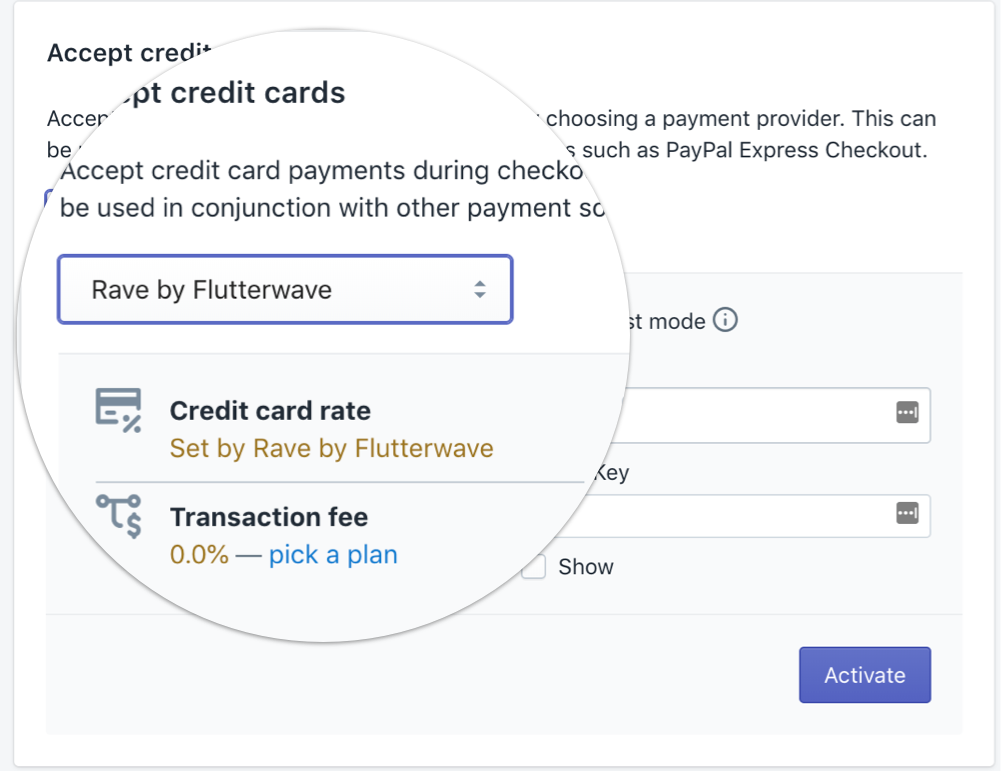 Accept credit
pt credit cards
Accep choosing a payment provider. This can
be s such as PayPal Express Checkout.
Accept credit card payments during checko
be used in conjunction with other payment so
Rave by Flutterwave
st mode
Credit card rate
Set by Rave by Flutterwave
Key
Transaction fee
0.0% — pick a plan
Show
Activate